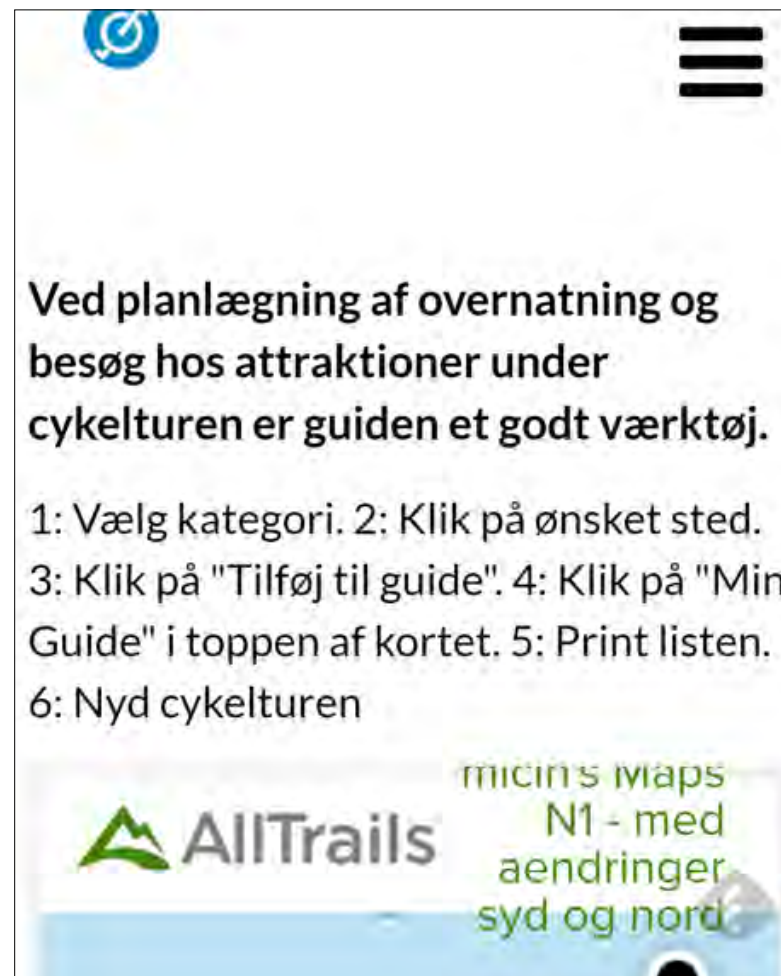 Ved planlægning af overnatning og
besøg hos attraktioner under
cykelturen er guiden et godt værktøj.
1: Vælg kategori. 2: Klik på ønsket sted.
3: Klik på "Tilføj til guide". 4: Klik på "Min
Guide" i toppen af kortet. 5: Print listen.
6: Nyd cykelturen
AllTrails
Maps
N1 - med
aendringer
syd og nord